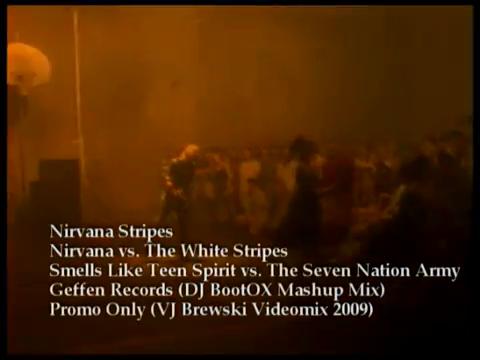 Nirvana Stripes
Nirvana vs. The White Stripes
Smells Like Teen Spirit vs. The Seven Nation Army
Geffen Records (DJ BootOX Mashup Mix)
Promo Only (VJ Brewski Videomix 2009)